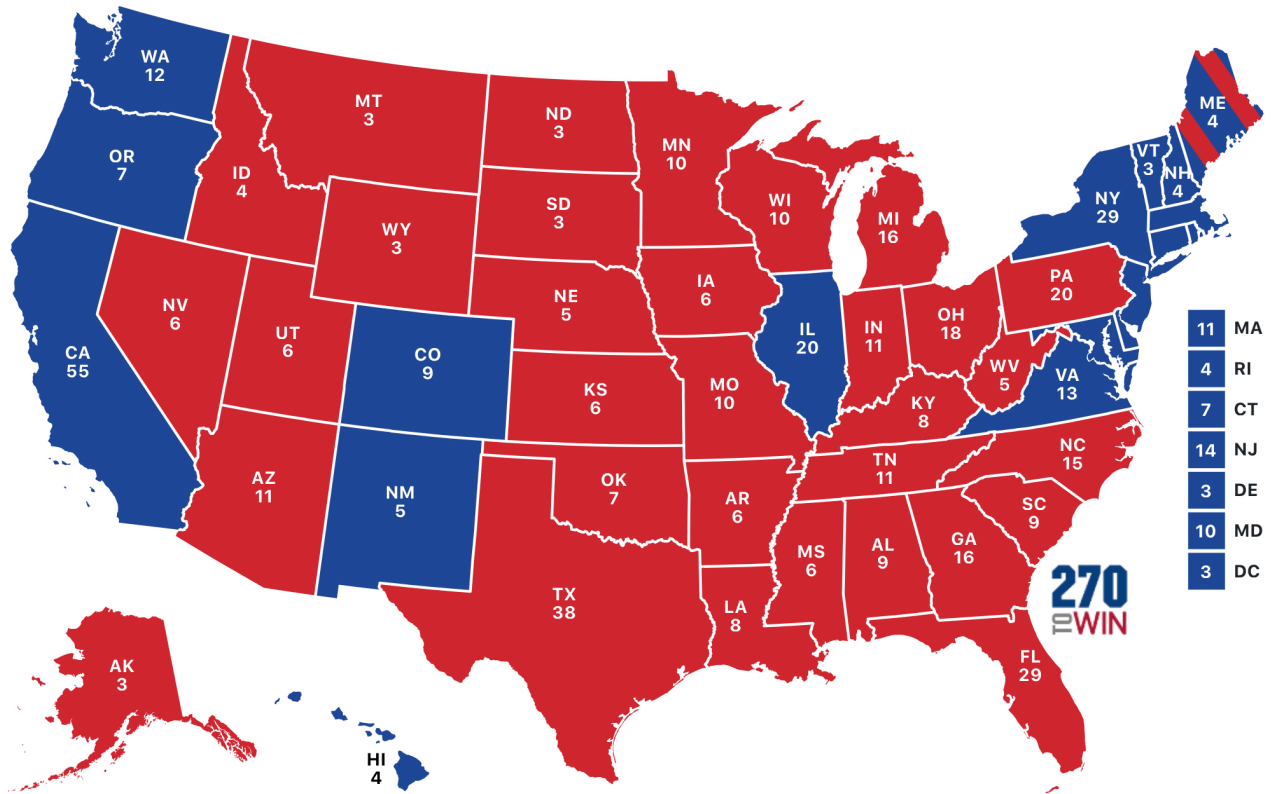 WA
12
OR
7
CA
55
ID
4
NV
6
MT
3
WY
3
UT
6
AZ
11
CO
9
NM
5
ND
3
SD
3
NE
5
KS
6
OK
7
TX
38
MN
10
IA
6
MO
10
AR
6
LA
8
WI
10
IL
20
MI
16
IN
11
OH
18
KY
8
TN
11
MS
6
AL
9
GA
16
FL
29
SC
9
NC
15
VA
13
WV
5
PA
20
NY
29
VT
3
NH
4
ME
4
11 MA
4 RI
7 CT
14 NJ
3 DE
10 MD
3 DC
270
TO WIN
AK
3
HI
4